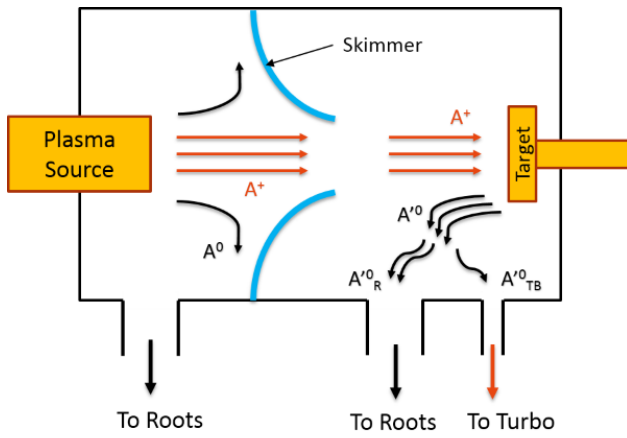 Skimmer
Plasma
Source
A⁺
A⁺
Target
A⁰
A'⁰
A'⁰R
A'⁰TB
To Roots
To Roots
To Turbo